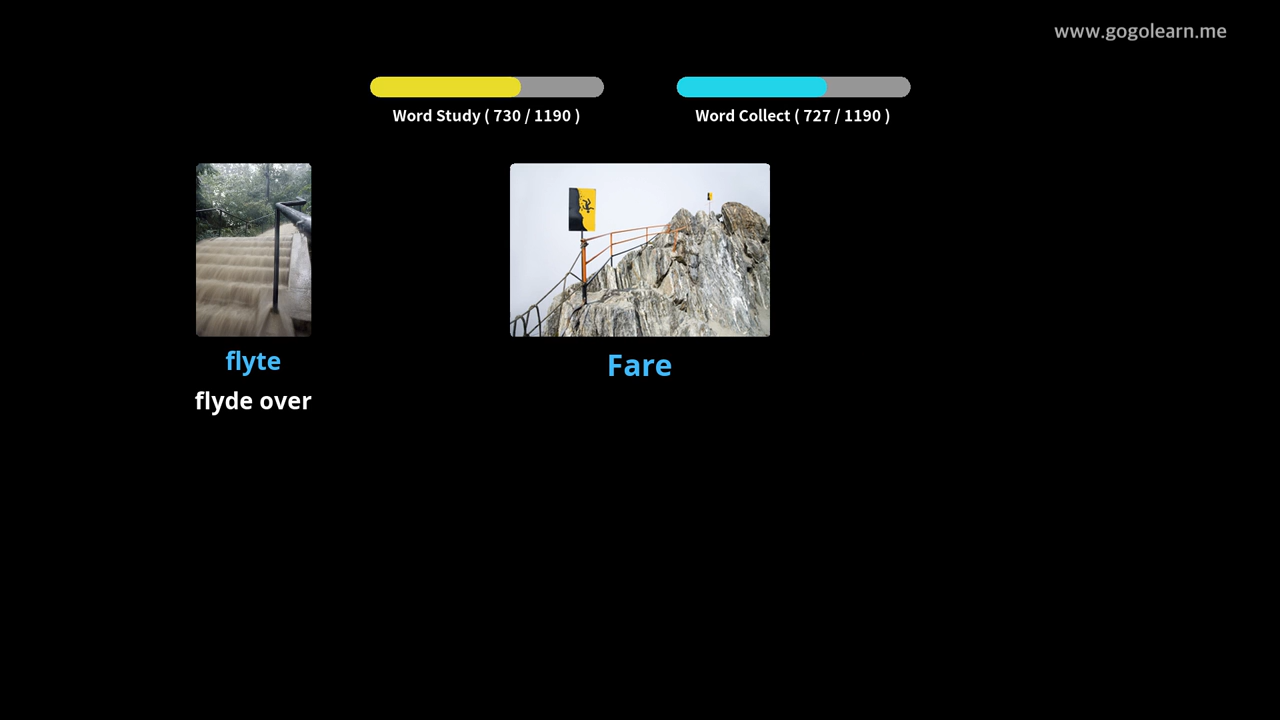 www.gogolearn.me
Word Study ( 730 / 1190 )
Word Collect ( 727 / 1190 )
flyte
flyde over
Fare